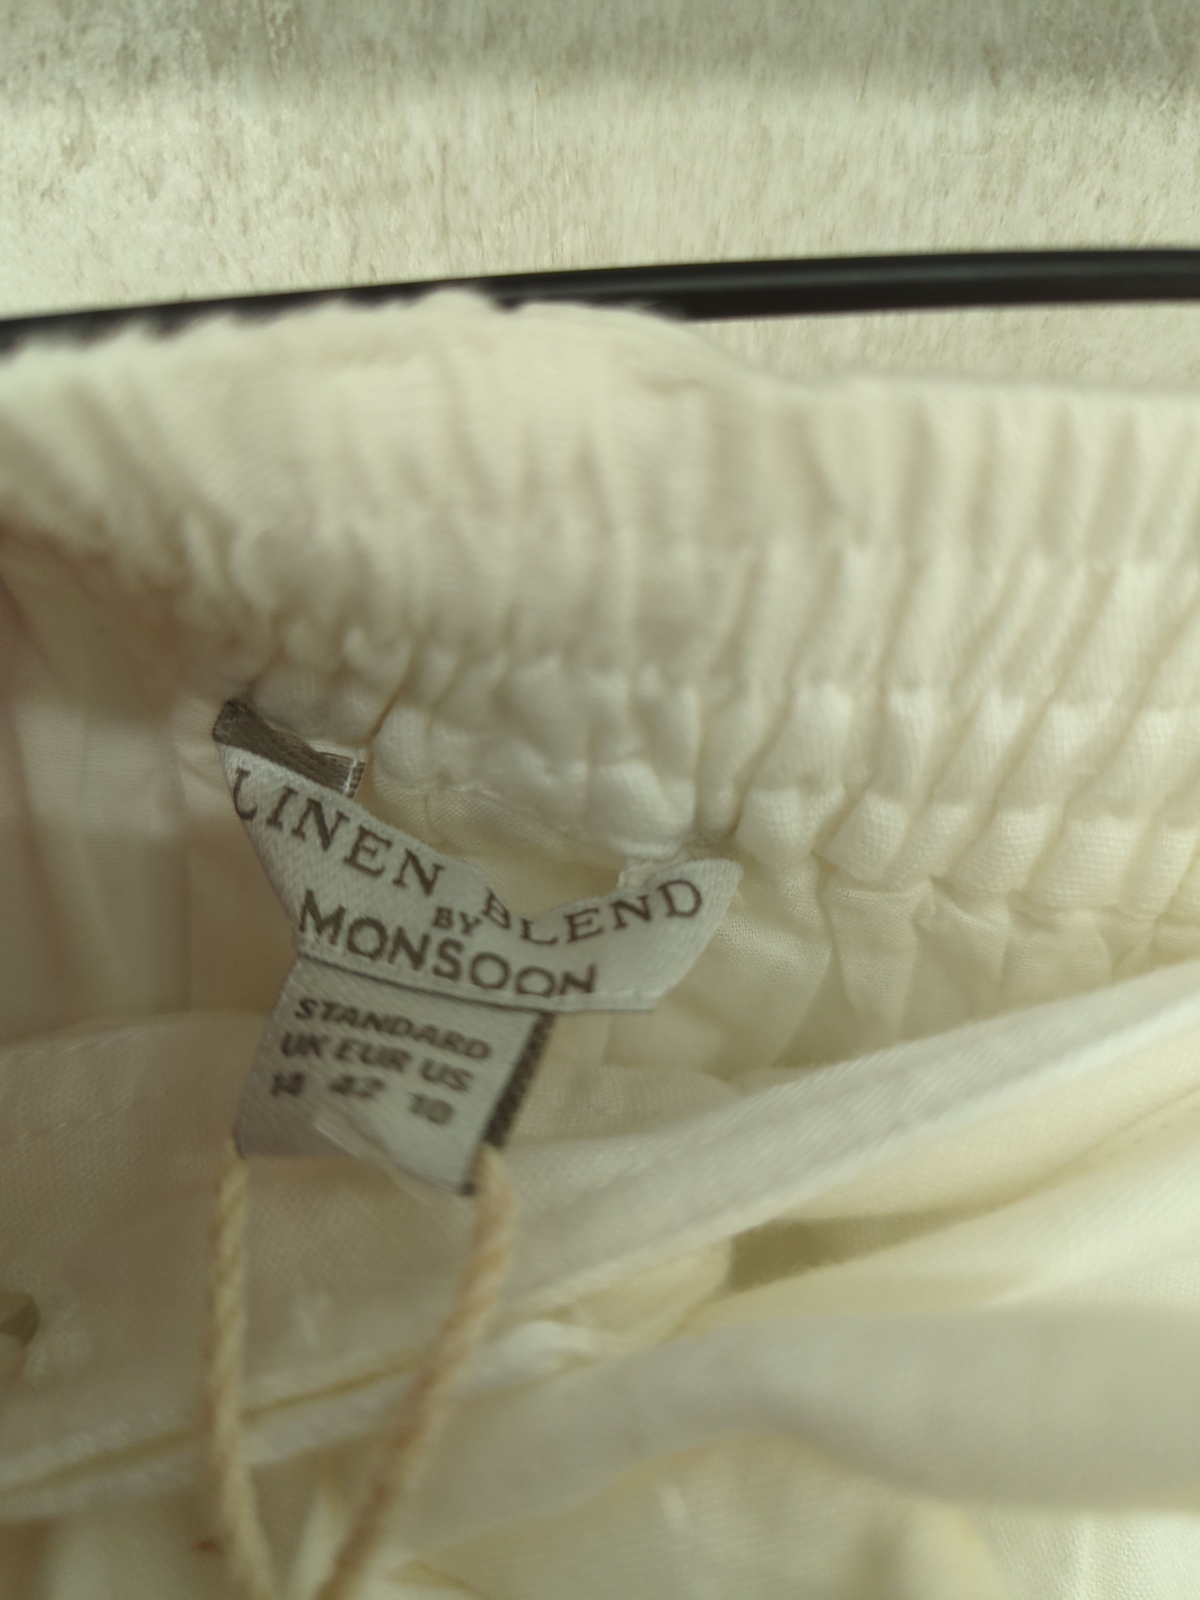 LINEN BLEND
BY
MONSOON
STANDARD
UK EUR US
14 42 10